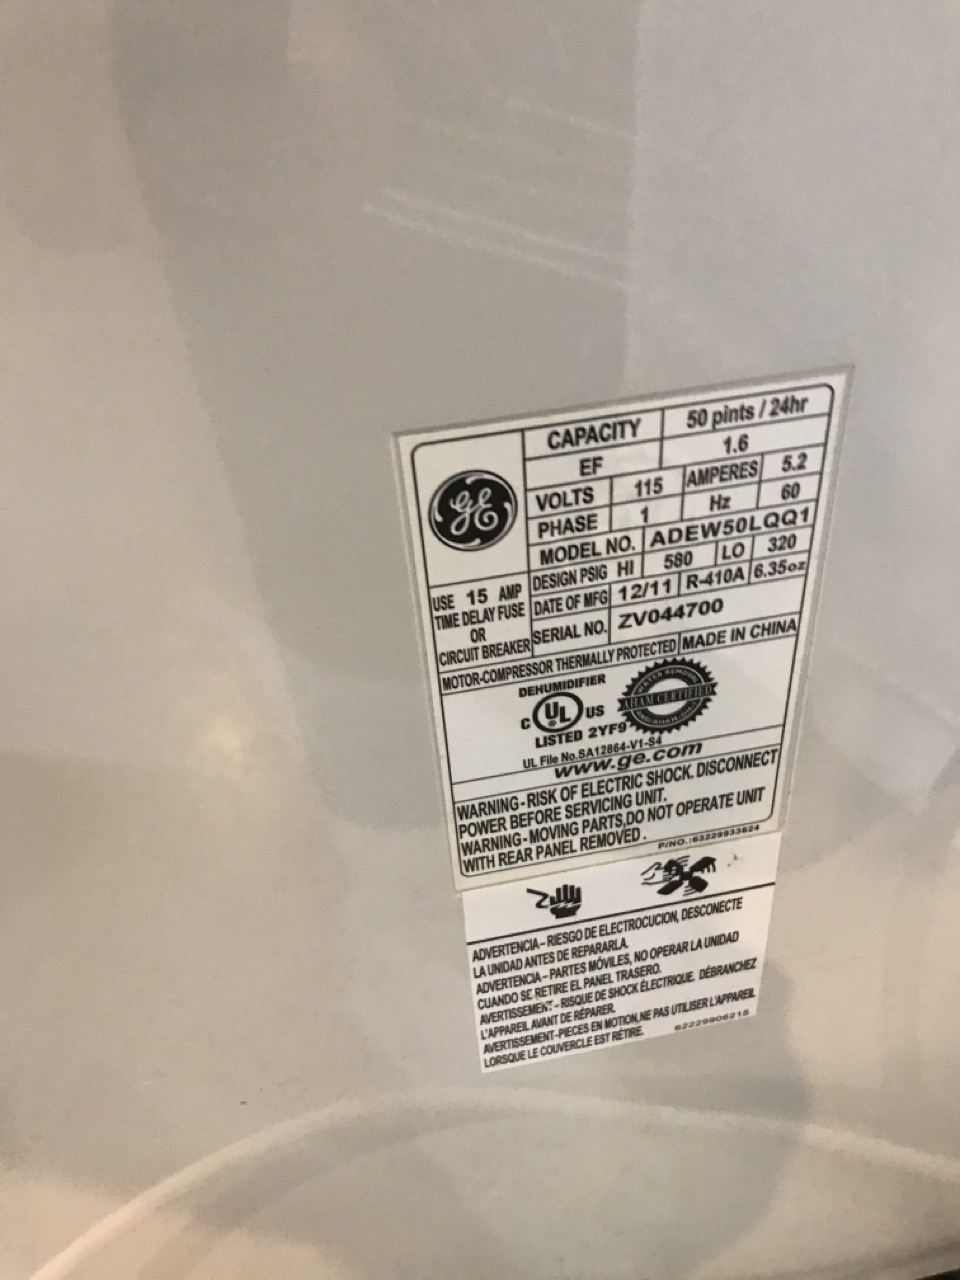 CAPACITY 50 pints / 24hr
EF 1.6
VOLTS 115 AMPERES 5.2
PHASE 1 Hz 60
MODEL NO. ADEW50LQQ1
DESIGN PSIG HI 580 LO 320
DATE OF MFG 12/11 R-410A 6.35oz
SERIAL NO. ZV044700
GE
USE 15 AMP
TIME DELAY FUSE
OR
CIRCUIT BREAKER
MOTOR-COMPRESSOR THERMALLY PROTECTED MADE IN CHINA
DEHUMIDIFIER
C UL US
LISTED 2YF9
AHAM CERTIFIED
UL File No.SA12864-V1-S4
www.ge.com
WARNING-RISK OF ELECTRIC SHOCK. DISCONNECT
POWER BEFORE SERVICING UNIT.
WARNING-MOVING PARTS,DO NOT OPERATE UNIT
WITH REAR PANEL REMOVED.
P/NO.:63229933824
ADVERTENCIA-RIESGO DE ELECTROCUCION, DESCONECTE
LA UNIDAD ANTES DE REPARARLA.
ADVERTENCIA-PARTES MÓVILES, NO OPERAR LA UNIDAD
CUANDO SE RETIRE EL PANEL TRASERO.
AVERTISSEMENT-RISQUE DE SHOCK ÉLECTRIQUE. DÉBRANCHEZ
L'APPAREIL AVANT DE RÉPARER.
AVERTISSEMENT-PIECES EN MOTION,NE PAS UTILISER L'APPAREIL
LORSQUE LE COUVERCLE EST RÉTIRE.
62229906215